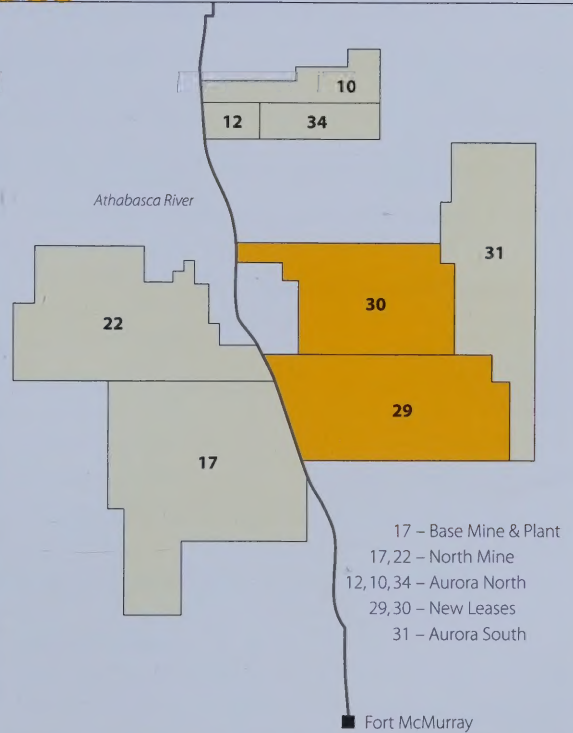 10
12
34
Athabasca River
31
30
22
29
17
17 – Base Mine & Plant
17, 22 – North Mine
12, 10, 34 – Aurora North
29, 30 – New Leases
31 – Aurora South
Fort McMurray